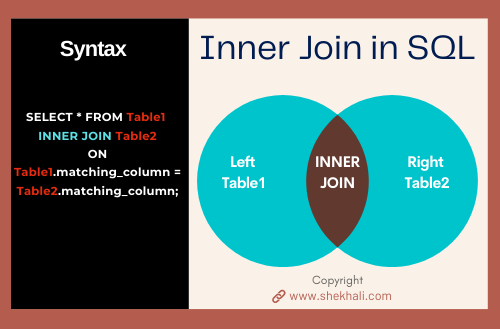 Syntax
SELECT * FROM Table1
INNER JOIN Table2
ON
Table1.matching_column =
Table2.matching_column;
Inner Join in SQL
Left
Table1
INNER
JOIN
Right
Table2
Copyright
www.shekhali.com